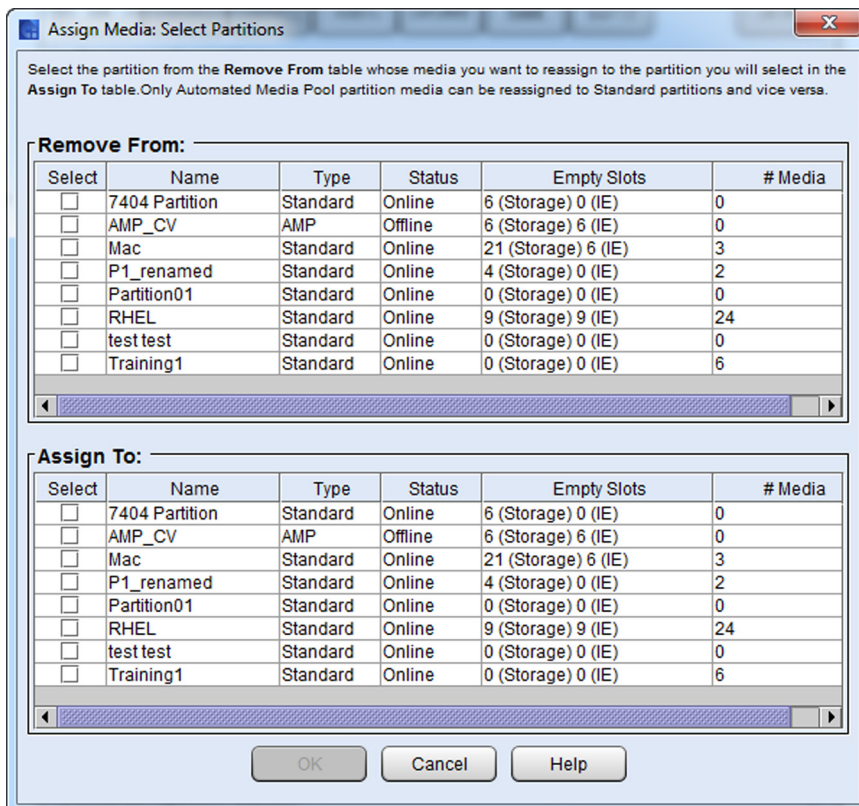 Assign Media: Select Partitions
Select the partition from the Remove From table whose media you want to reassign to the partition you will select in the
Assign To table.Only Automated Media Pool partition media can be reassigned to Standard partitions and vice versa.
Remove From:
Select Name Type Status Empty Slots # Media
7404 Partition Standard Online 6 (Storage) 0 (IE) 0
AMP_CV AMP Offline 6 (Storage) 6 (IE) 0
Mac Standard Online 21 (Storage) 6 (IE) 3
P1_renamed Standard Online 4 (Storage) 0 (IE) 2
Partition01 Standard Online 0 (Storage) 0 (IE) 0
RHEL Standard Online 9 (Storage) 9 (IE) 24
test test Standard Online 0 (Storage) 0 (IE) 0
Training1 Standard Online 0 (Storage) 0 (IE) 6
Assign To:
Select Name Type Status Empty Slots # Media
7404 Partition Standard Online 6 (Storage) 0 (IE) 0
AMP_CV AMP Offline 6 (Storage) 6 (IE) 0
Mac Standard Online 21 (Storage) 6 (IE) 3
P1_renamed Standard Online 4 (Storage) 0 (IE) 2
Partition01 Standard Online 0 (Storage) 0 (IE) 0
RHEL Standard Online 9 (Storage) 9 (IE) 24
test test Standard Online 0 (Storage) 0 (IE) 0
Training1 Standard Online 0 (Storage) 0 (IE) 6
OK Cancel Help